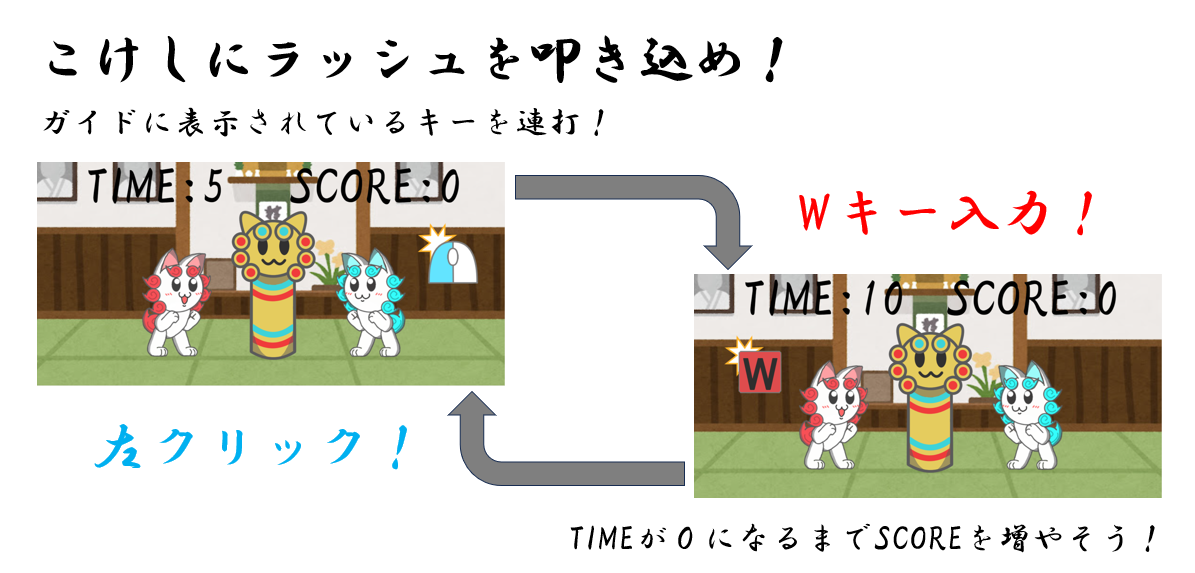 こけしにラッシュを叩き込め！
ガイドに表示されているキーを連打！
TIME:5 SCORE:0
Wキー入力！
TIME:10 SCORE:0
W
左クリック！
TIMEが0になるまでSCOREを増やそう！